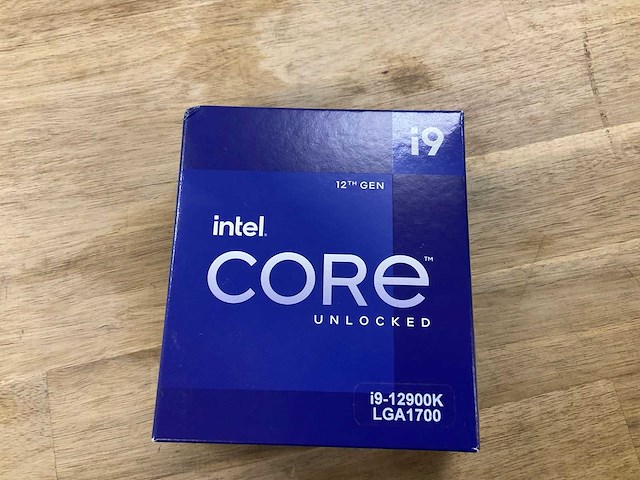 i9
12TH GEN
intel.
CORE™
UNLOCKED
i9-12900K
LGA1700